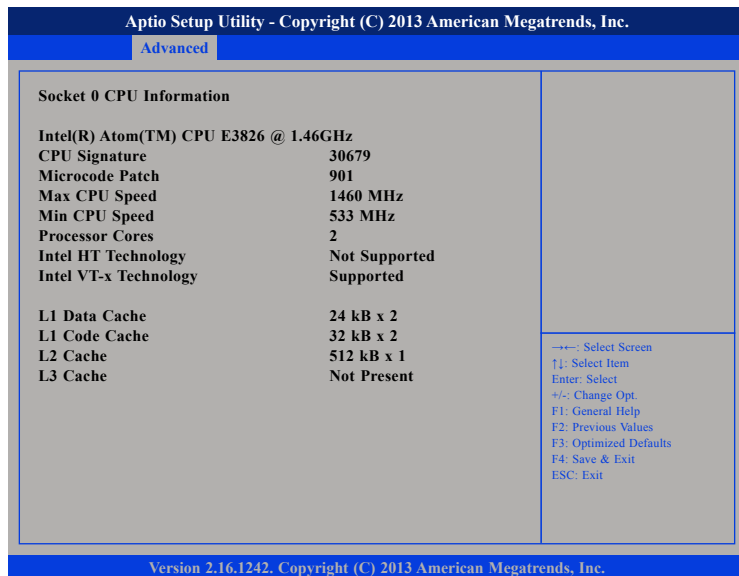 Aptio Setup Utility - Copyright (C) 2013 American Megatrends, Inc.
Advanced
Socket 0 CPU Information
Intel(R) Atom(TM) CPU E3826 @ 1.46GHz
CPU Signature 30679
Microcode Patch 901
Max CPU Speed 1460 MHz
Min CPU Speed 533 MHz
Processor Cores 2
Intel HT Technology Not Supported
Intel VT-x Technology Supported
L1 Data Cache 24 kB x 2
L1 Code Cache 32 kB x 2
L2 Cache 512 kB x 1
L3 Cache Not Present
→←: Select Screen
↑↓: Select Item
Enter: Select
+/-: Change Opt.
F1: General Help
F2: Previous Values
F3: Optimized Defaults
F4: Save & Exit
ESC: Exit
Version 2.16.1242. Copyright (C) 2013 American Megatrends, Inc.